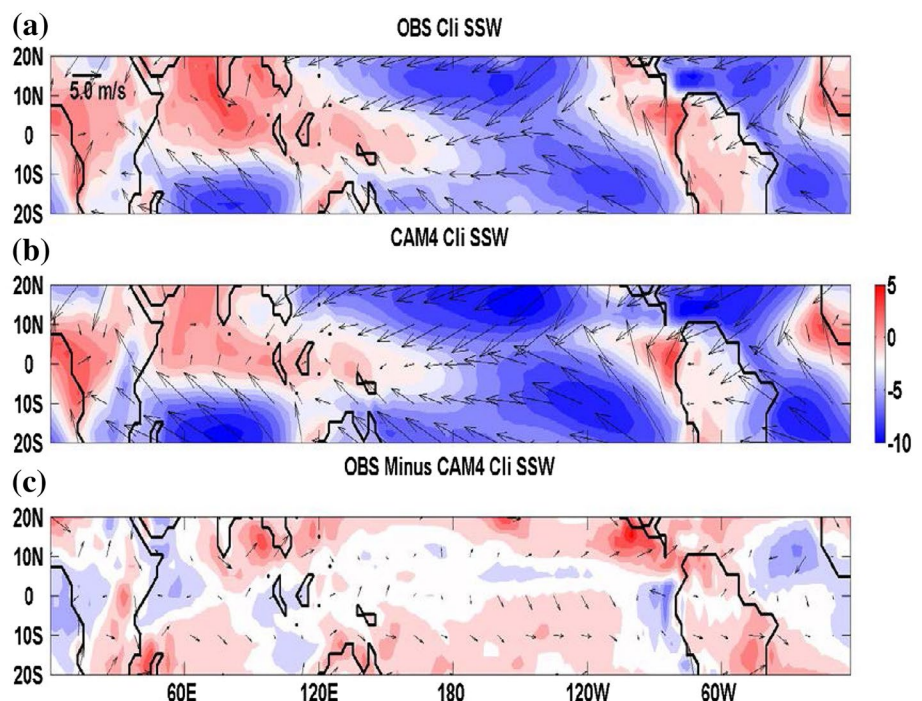 (a)
OBS Cli SSW
20N
10N
0
10S
20S
5.0 m/s
(b)
CAM4 Cli SSW
20N
10N
0
10S
20S
5
0
-5
-10
(c)
OBS Minus CAM4 Cli SSW
20N
10N
0
10S
20S
60E 120E 180 120W 60W